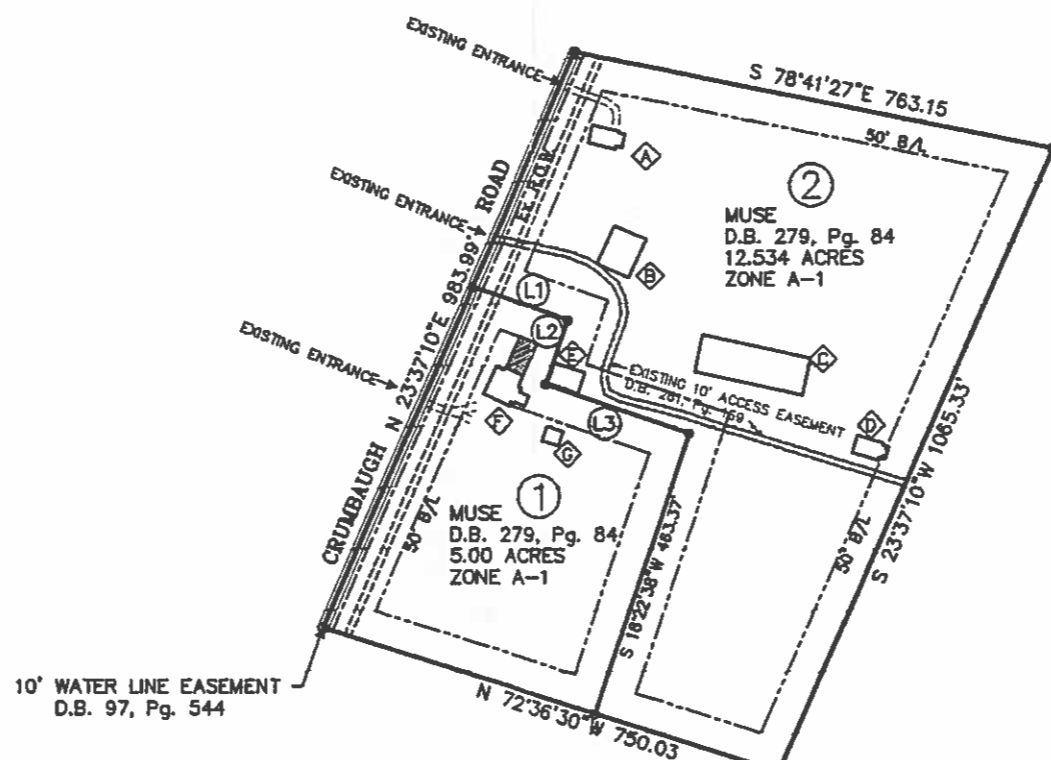 EXISTING ENTRANCE
S 78°41'27"E 763.15
50' B/L
A
2
MUSE
D.B. 279, Pg. 84
12.534 ACRES
ZONE A-1
EXISTING ENTRANCE
B
L1
L2
E
C
EXISTING 10' ACCESS EASEMENT
D.B. 261, Pg. 169
D
EXISTING ENTRANCE
F
L3
G
CRUMBAUGH N 23°37'10"E 983.99' ROAD
1
MUSE
D.B. 279, Pg. 84
5.00 ACRES
ZONE A-1
50' B/L
S 18°22'38"W 463.37'
50' B/L
S 23°37'10"W 1065.33'
10' WATER LINE EASEMENT
D.B. 97, Pg. 544
N 72°36'30"W 750.03